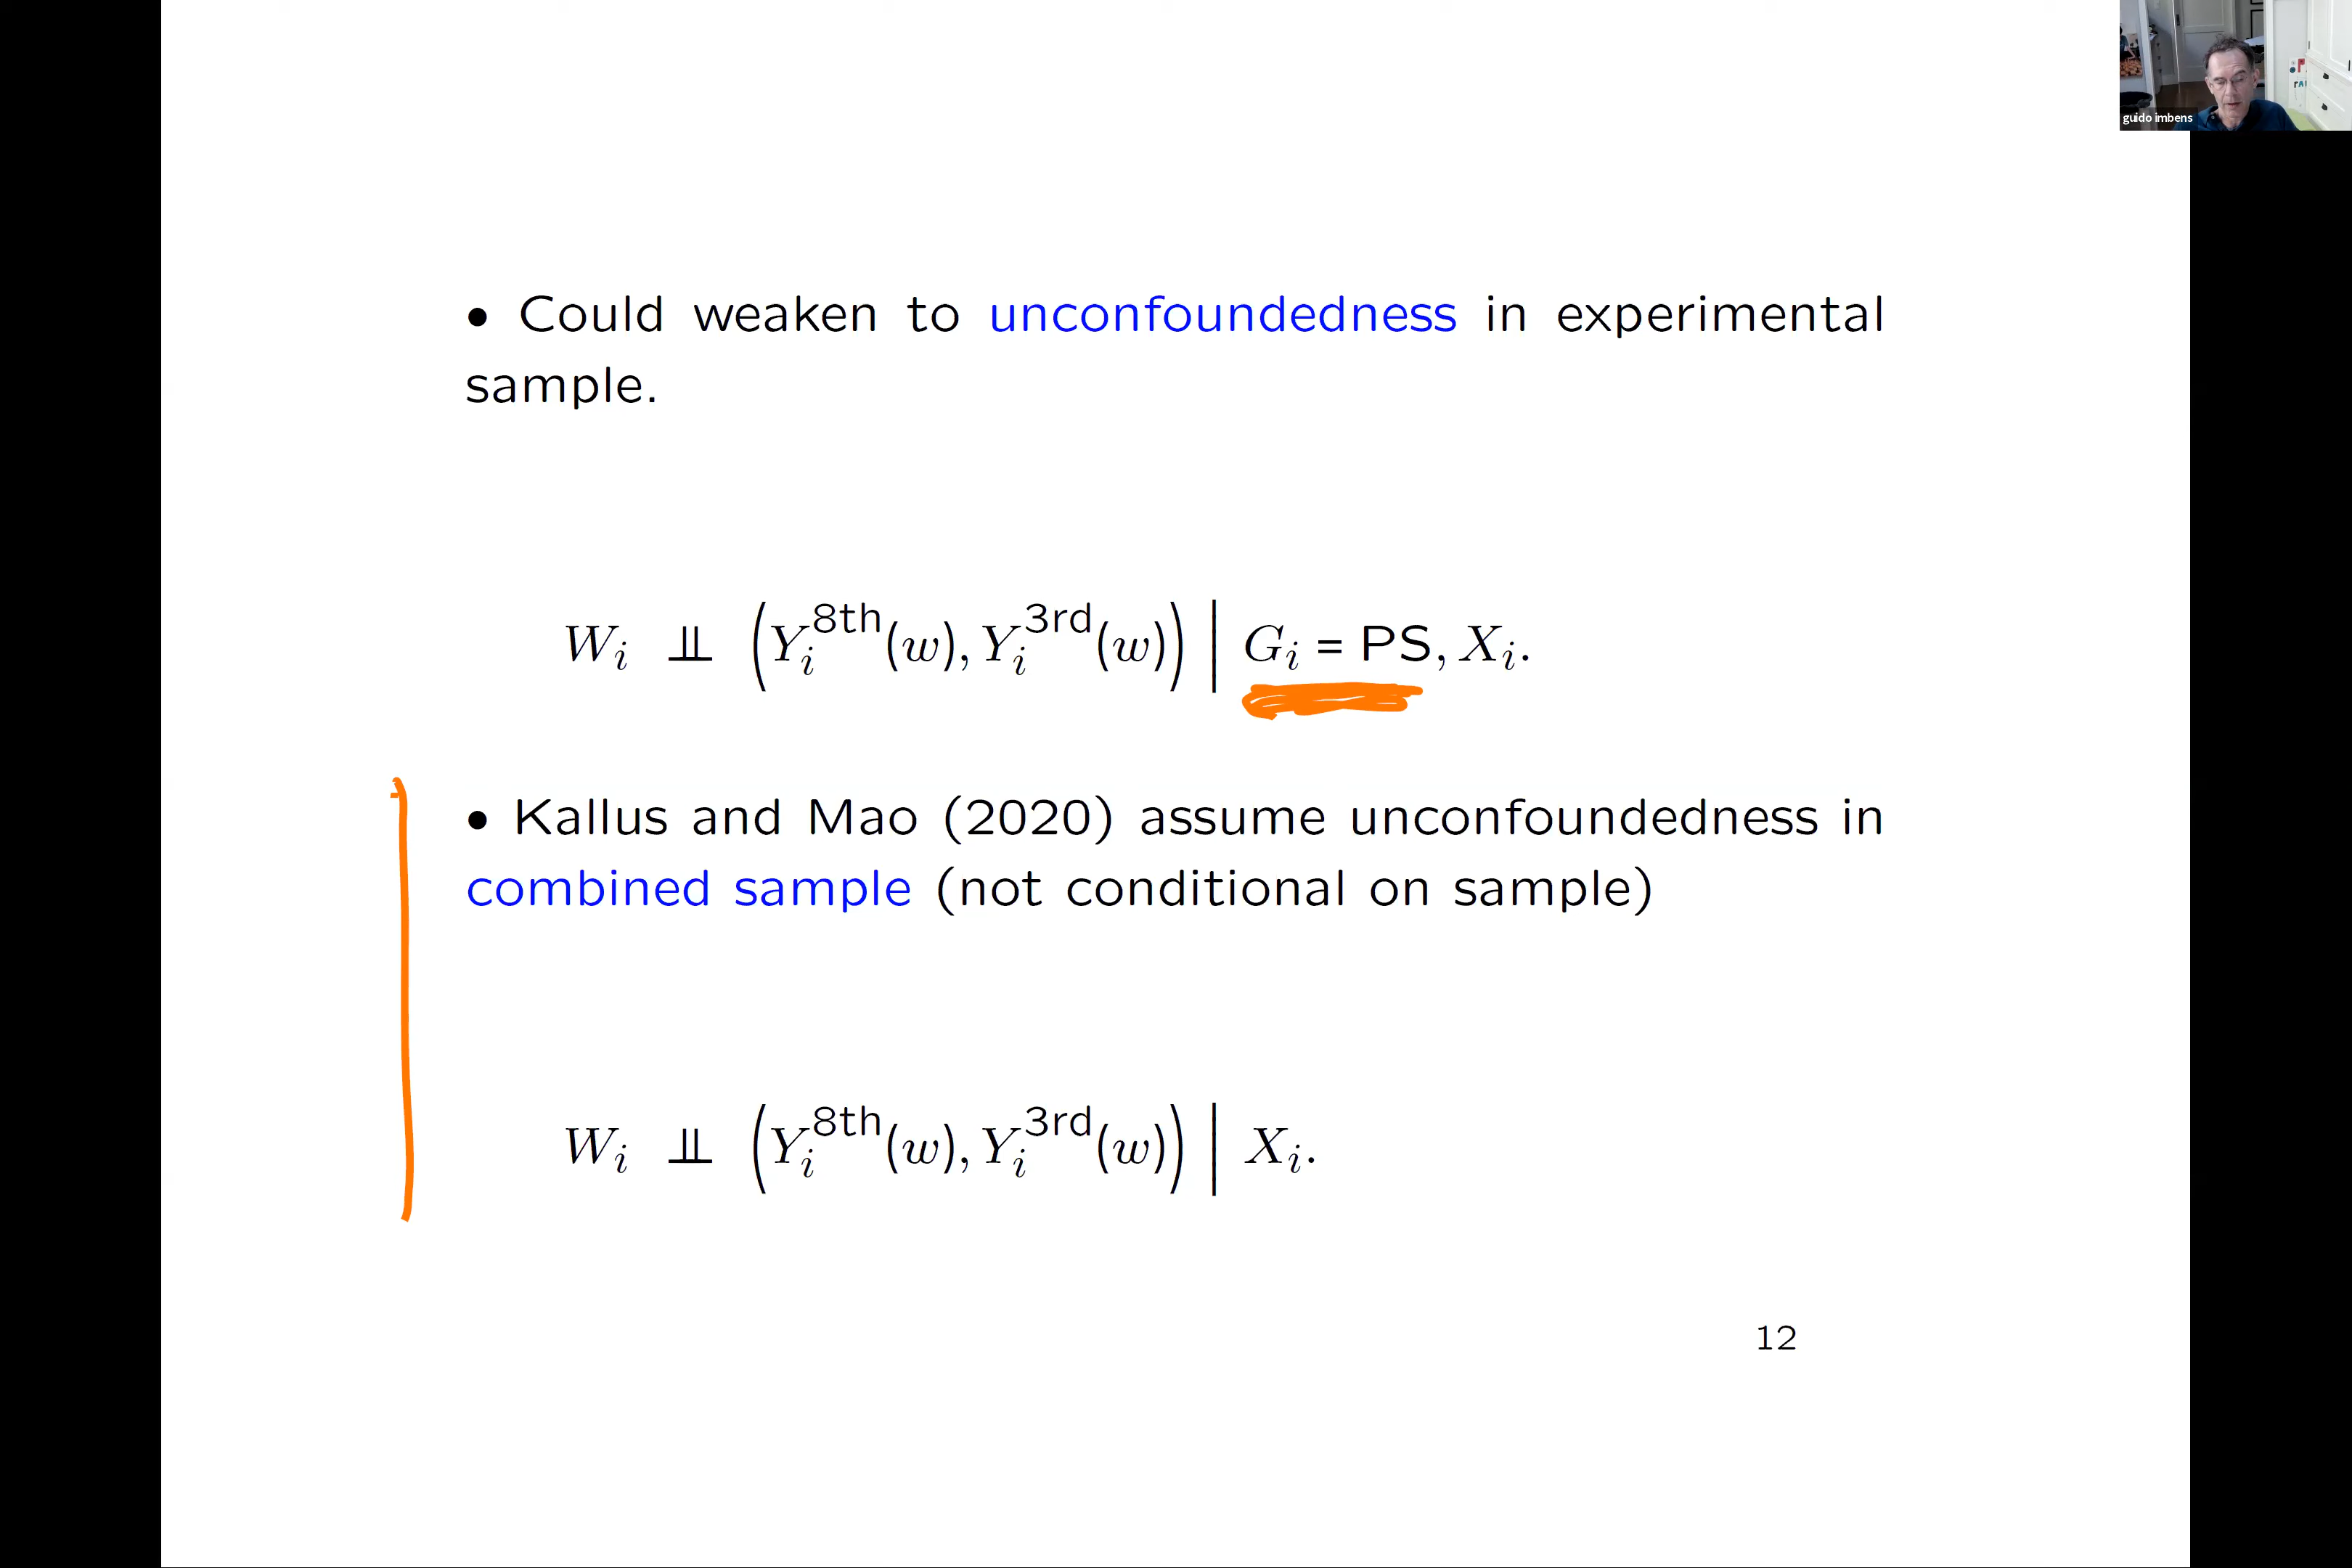 guido imbens
• Could weaken to unconfoundedness in experimental
sample.
W_i ⫫ (Y_i^{8th}(w), Y_i^{3rd}(w)) | G_i = PS, X_i.
• Kallus and Mao (2020) assume unconfoundedness in
combined sample (not conditional on sample)
W_i ⫫ (Y_i^{8th}(w), Y_i^{3rd}(w)) | X_i.
12